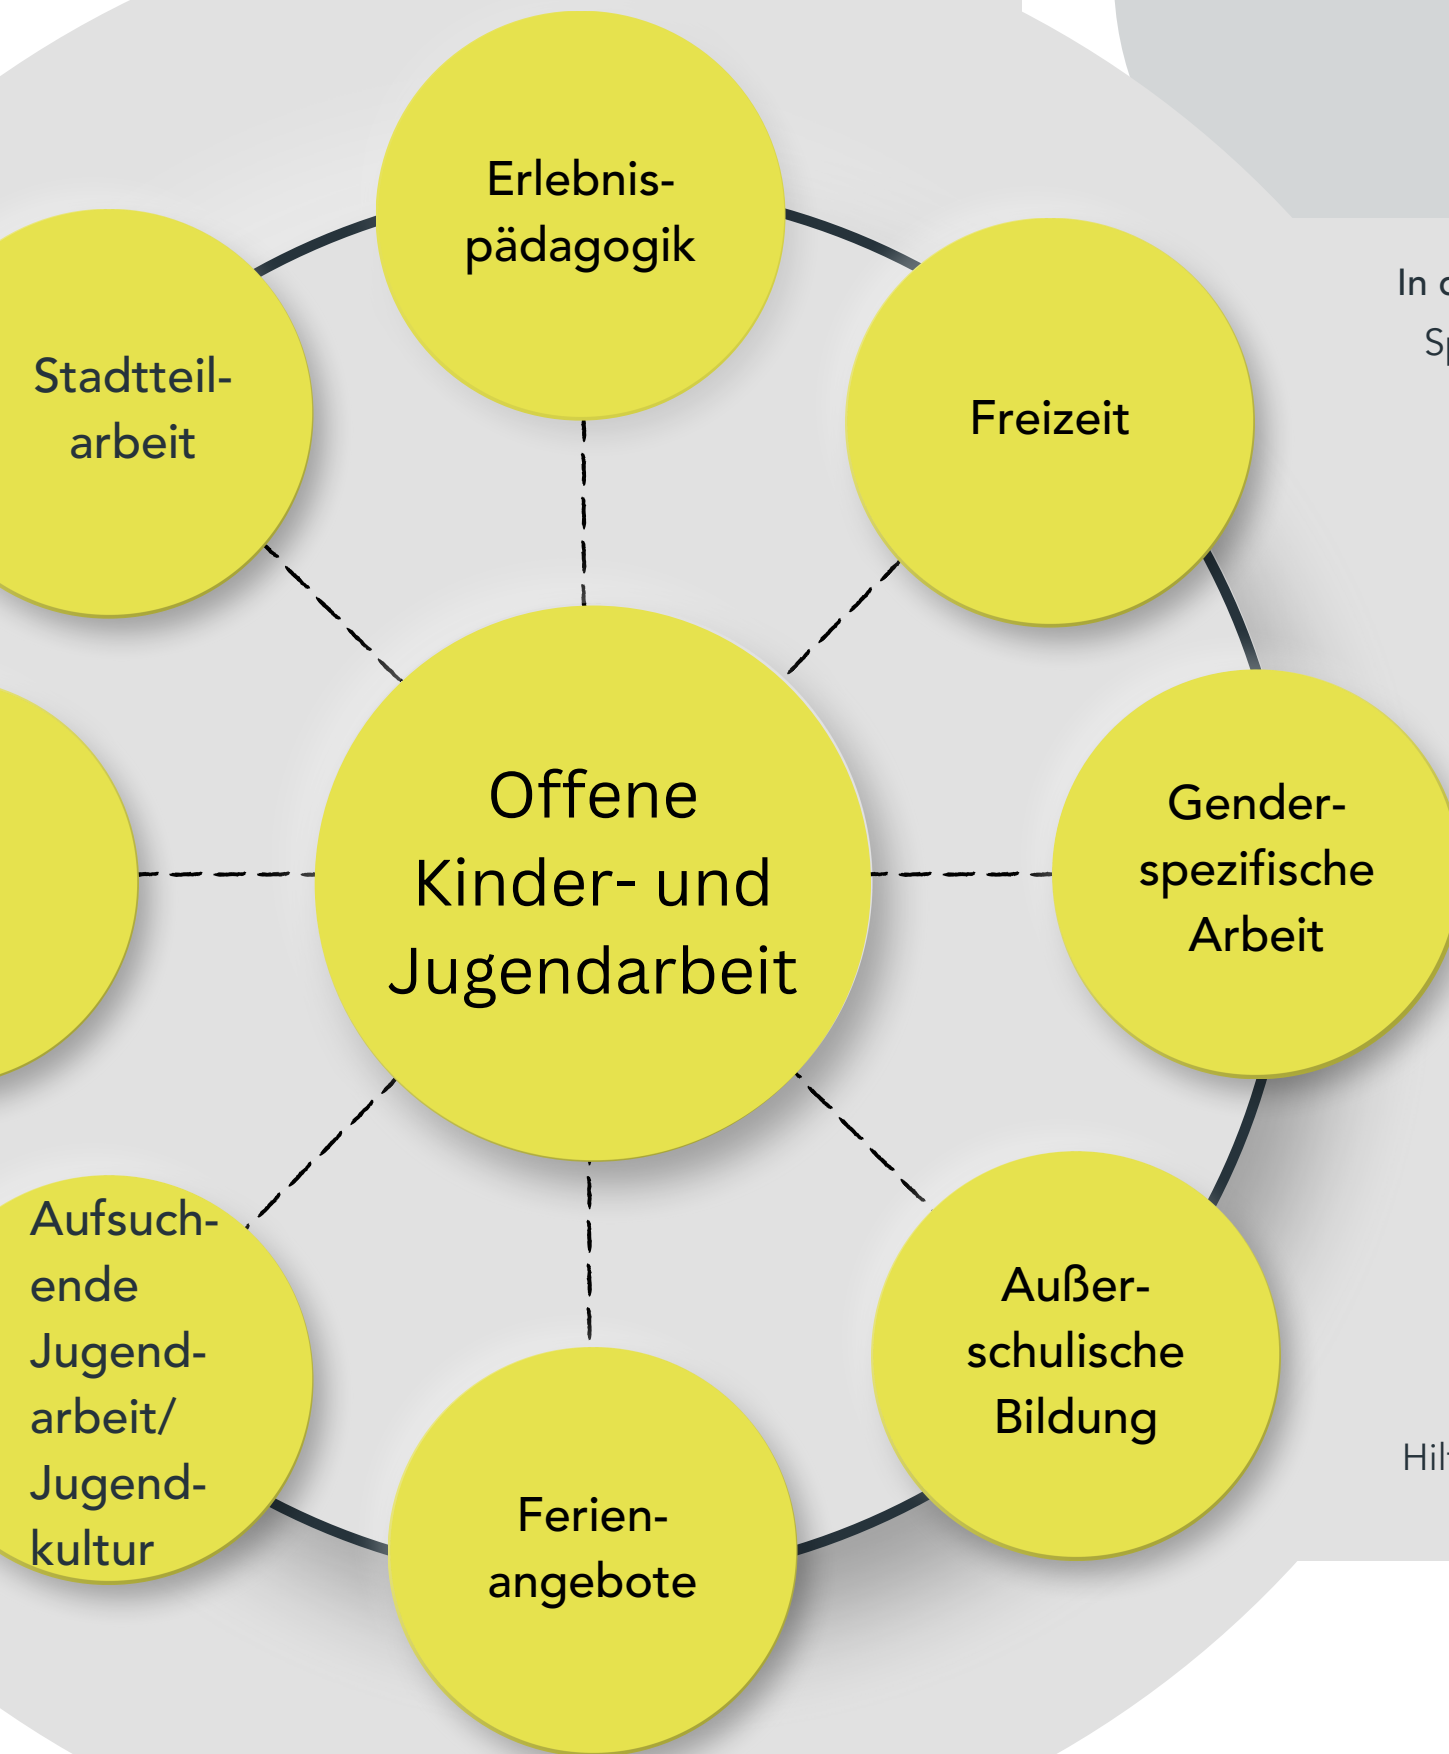 Erlebnis-
pädagogik
Freizeit
Stadtteil-
arbeit
Offene
Kinder- und
Jugendarbeit
Gender-
spezifische
Arbeit
Aufsuch-
ende
Jugend-
arbeit/
Jugend-
kultur
Außer-
schulische
Bildung
Ferien-
angebote
In